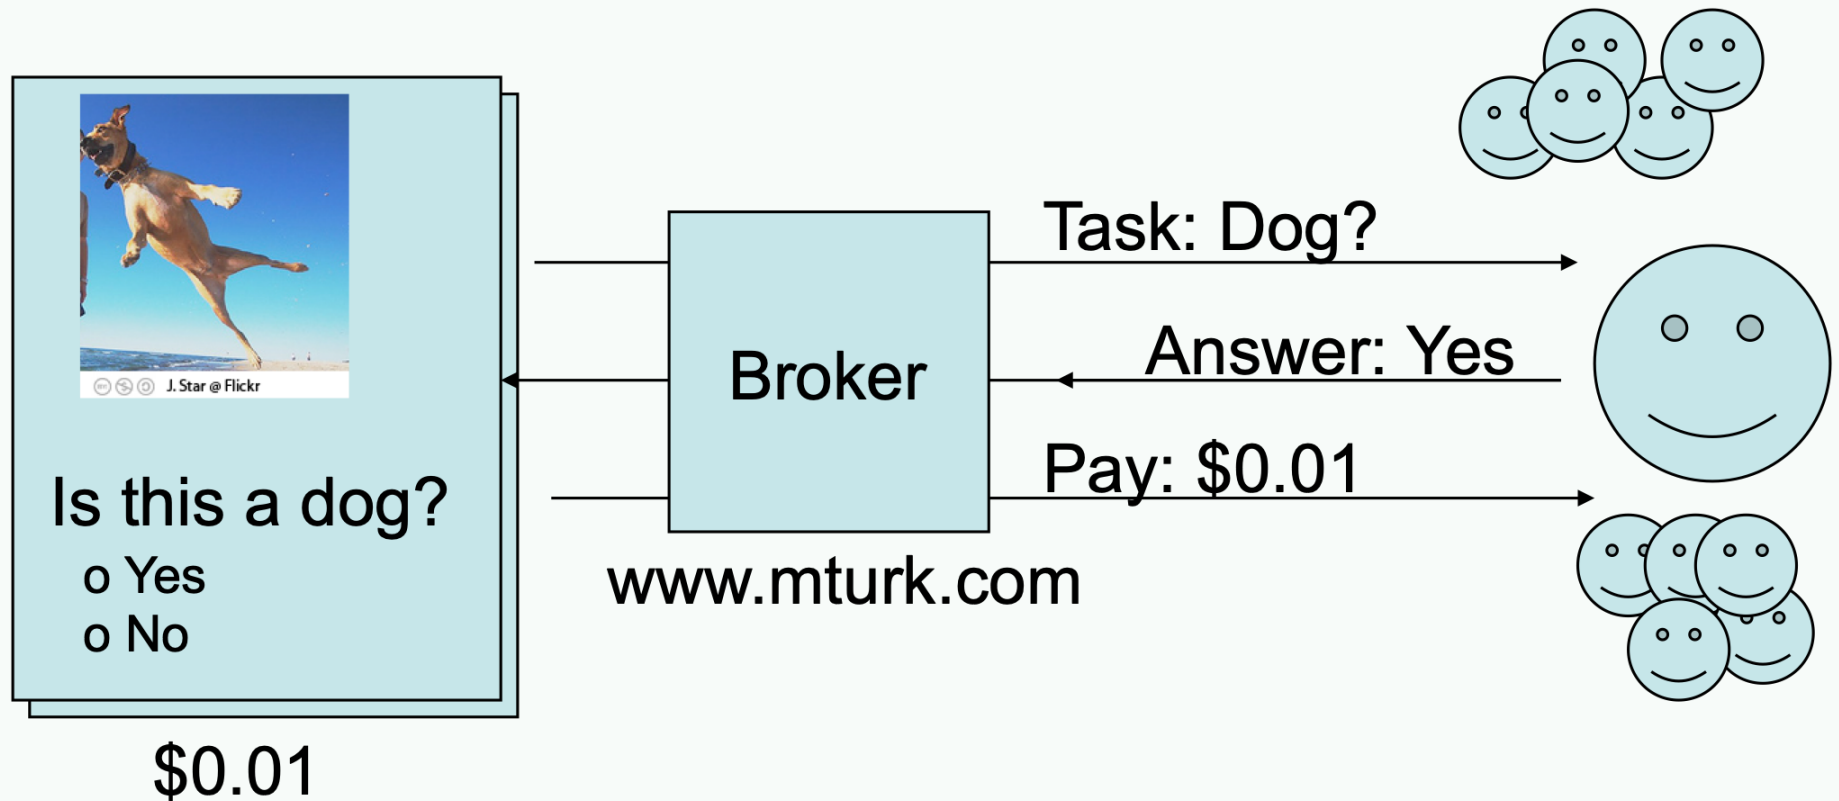 J. Star @ Flickr
Is this a dog?
o Yes
o No
$0.01
Broker
www.mturk.com
Task: Dog?
Answer: Yes
Pay: $0.01